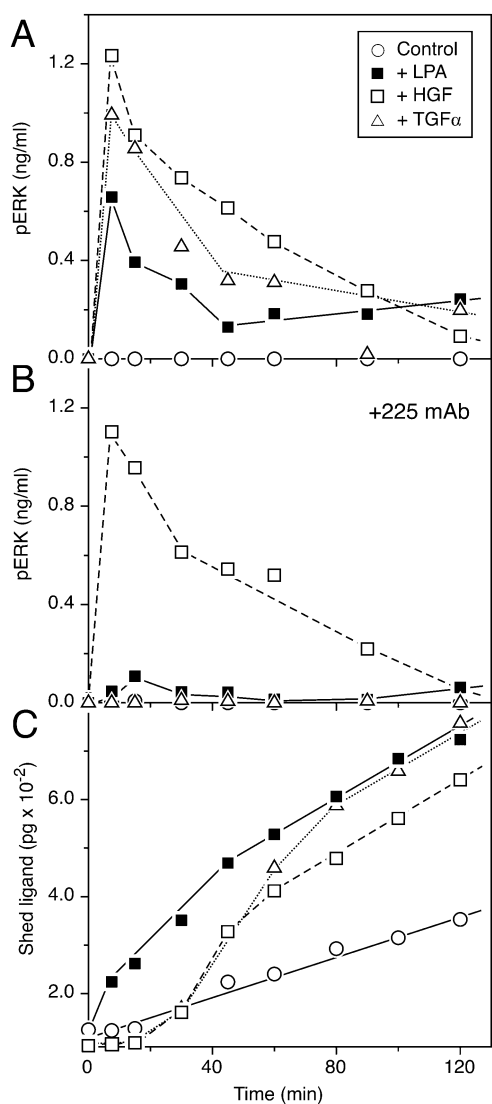 A
Control
+ LPA
+ HGF
+ TGFα
1.2
0.8
0.4
0.0
pERK (ng/ml)
B
+225 mAb
1.2
0.8
0.4
0.0
pERK (ng/ml)
C
6.0
4.0
2.0
Shed ligand (pg x 10⁻²)
0 40 80 120
Time (min)